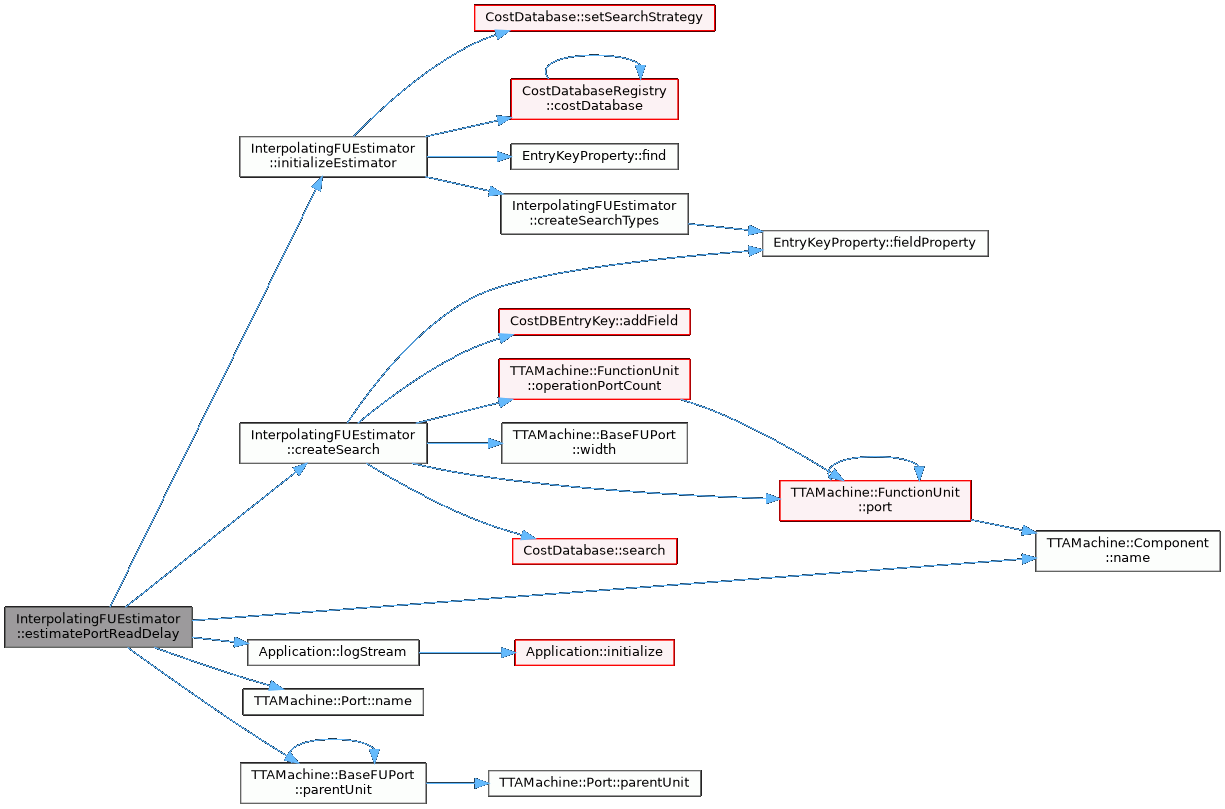 CostDatabase::setSearchStrategy
CostDatabaseRegistry
::costDatabase
InterpolatingFUEstimator
::initializeEstimator
EntryKeyProperty::find
InterpolatingFUEstimator
::createSearchTypes
EntryKeyProperty::fieldProperty
CostDBEntryKey::addField
TTAMachine::FunctionUnit
::operationPortCount
InterpolatingFUEstimator
::createSearch
TTAMachine::BaseFUPort
::width
TTAMachine::FunctionUnit
::port
CostDatabase::search
TTAMachine::Component
::name
InterpolatingFUEstimator
::estimatePortReadDelay
Application::logStream
Application::initialize
TTAMachine::Port::name
TTAMachine::BaseFUPort
::parentUnit
TTAMachine::Port::parentUnit